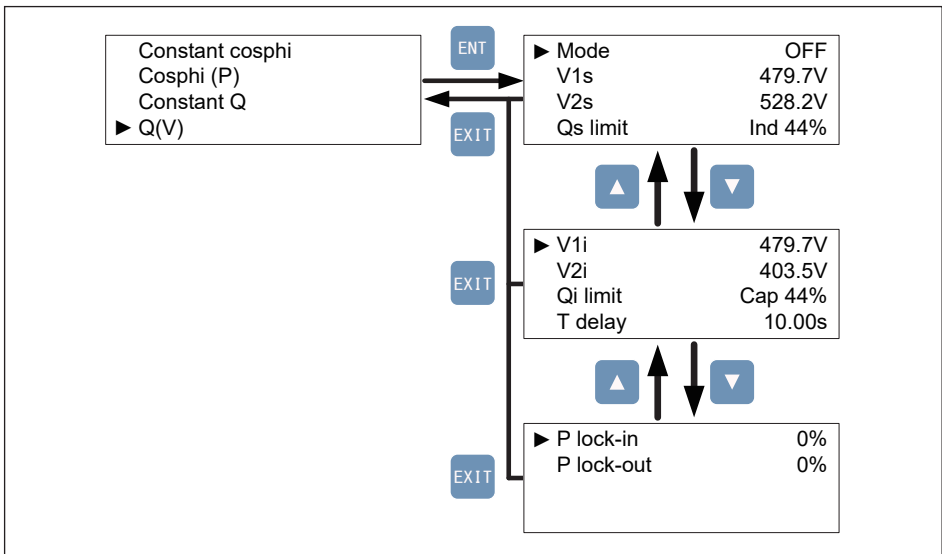 Constant cosphi
Cosphi (P)
Constant Q
► Q(V)
ENT
EXIT
► Mode OFF
V1s 479.7V
V2s 528.2V
Qs limit Ind 44%
▲ ▼
EXIT
► V1i 479.7V
V2i 403.5V
Qi limit Cap 44%
T delay 10.00s
▲ ▼
EXIT
► P lock-in 0%
P lock-out 0%